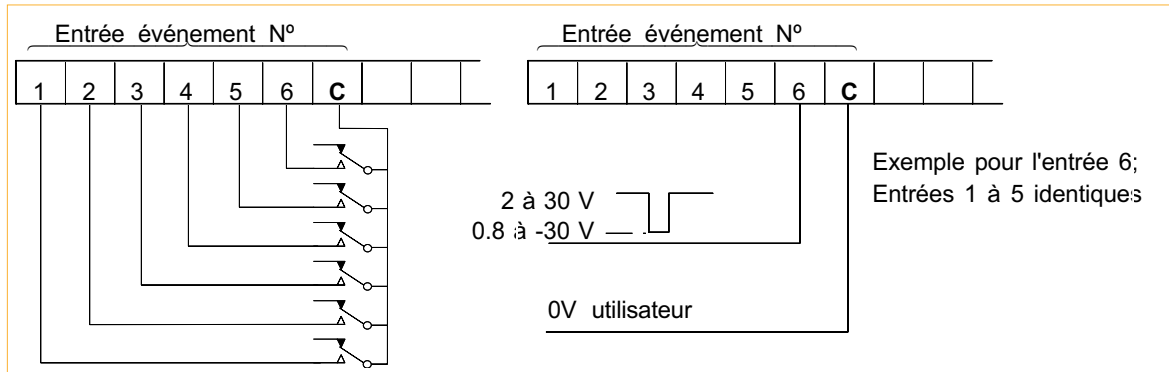 Entrée événement Nº
1 2 3 4 5 6 C
Entrée événement Nº
1 2 3 4 5 6 C
2 à 30 V
0.8 à -30 V
0V utilisateur
Exemple pour l'entrée 6;
Entrées 1 à 5 identiques